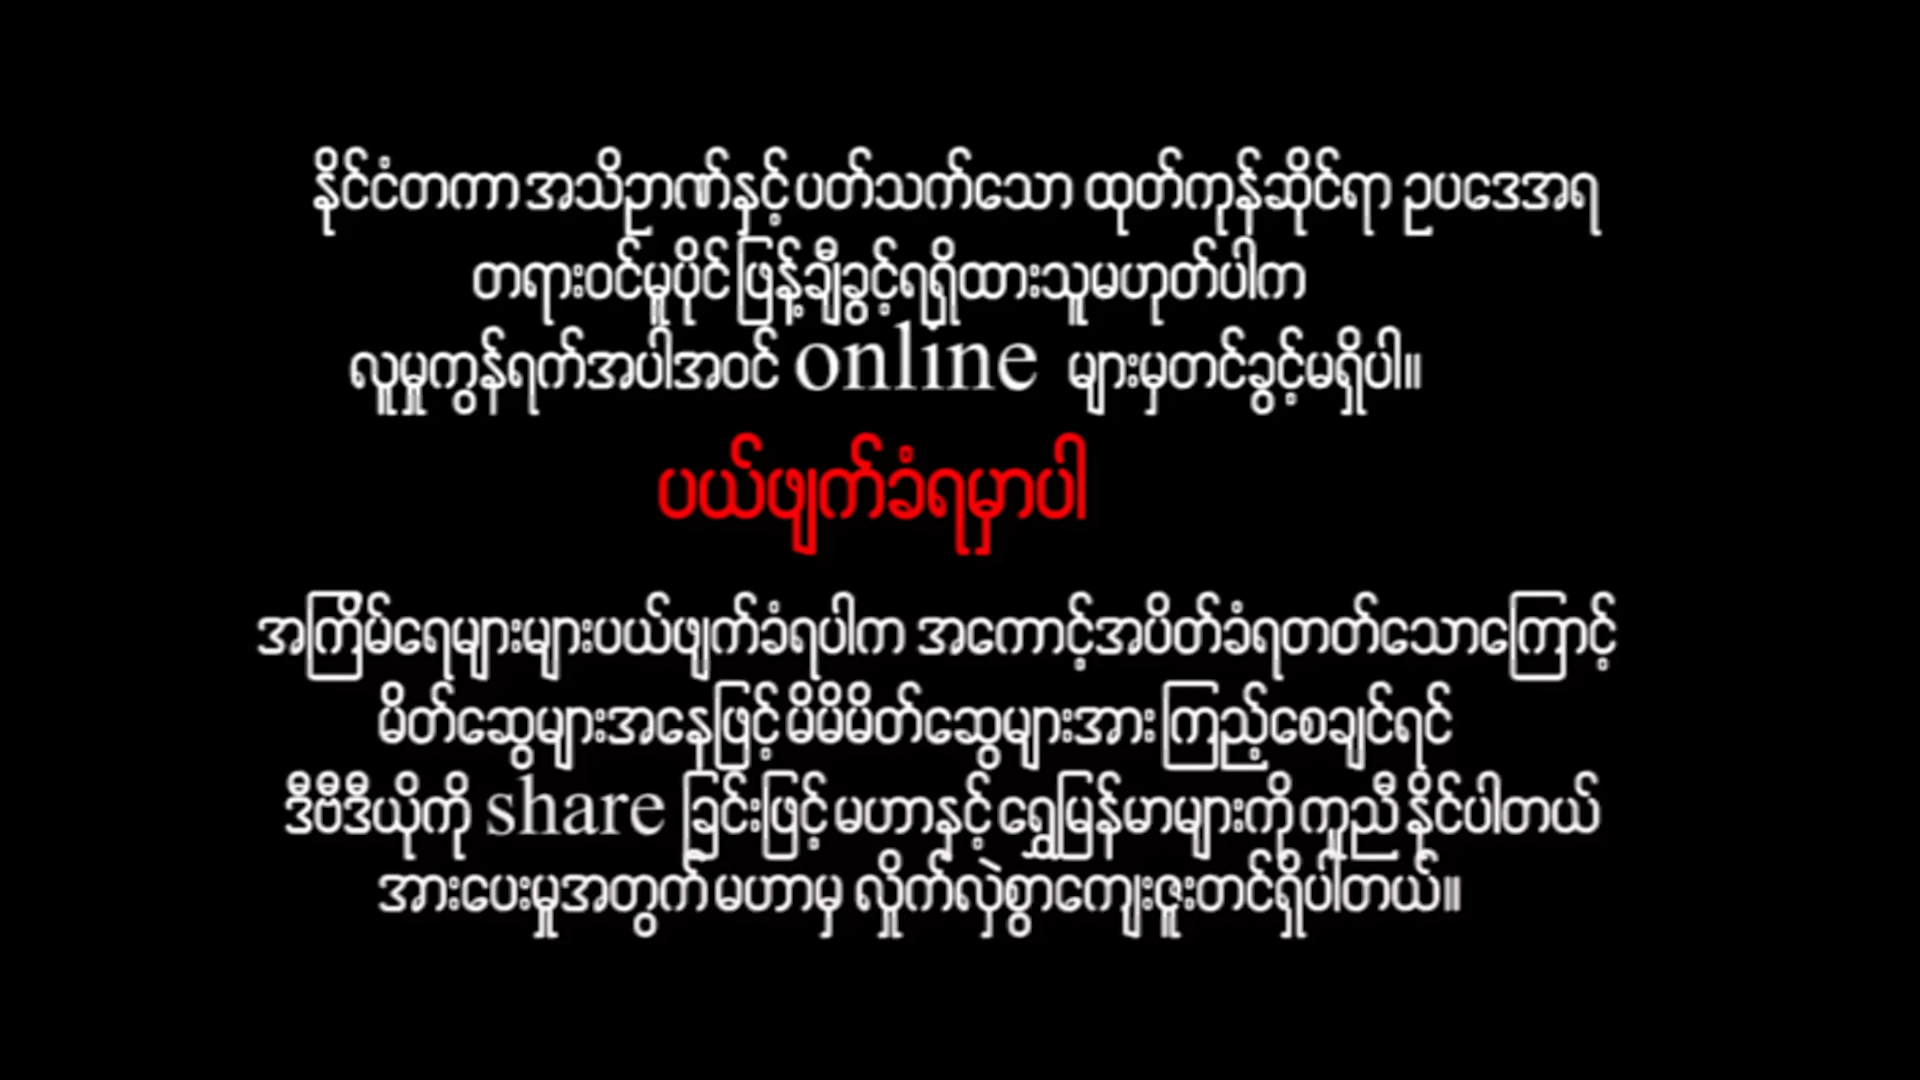 နိုင်ငံတကာ အသိဉာဏ်နှင့် ပတ်သက်သော ထုတ်ကုန်ဆိုင်ရာ ဥပဒေအရ
တရားဝင်မူပိုင် ဖြန့်ချီခွင့်ရရှိထားသူမဟုတ်ပါက
လူမှုကွန်ရက်အပါအဝင် online များမှတင်ခွင့်မရှိပါ။
ပယ်ဖျက်ခံရမှာပါ
အကြိမ်ရေများများပယ်ဖျက်ခံရပါက အကောင့်အပိတ်ခံရတတ်သောကြောင့်
မိတ်ဆွေများအနေဖြင့် မိမိမိတ်ဆွေများအား ကြည့်စေချင်ရင်
ဒီဗီဒီယိုကို share ခြင်းဖြင့် မဟာနှင့် ရွှေမြန်မာများကို ကူညီ နိုင်ပါတယ်
အားပေးမှုအတွက် မဟာမှ လှိုက်လှဲစွာကျေးဇူးတင်ရှိပါတယ်။